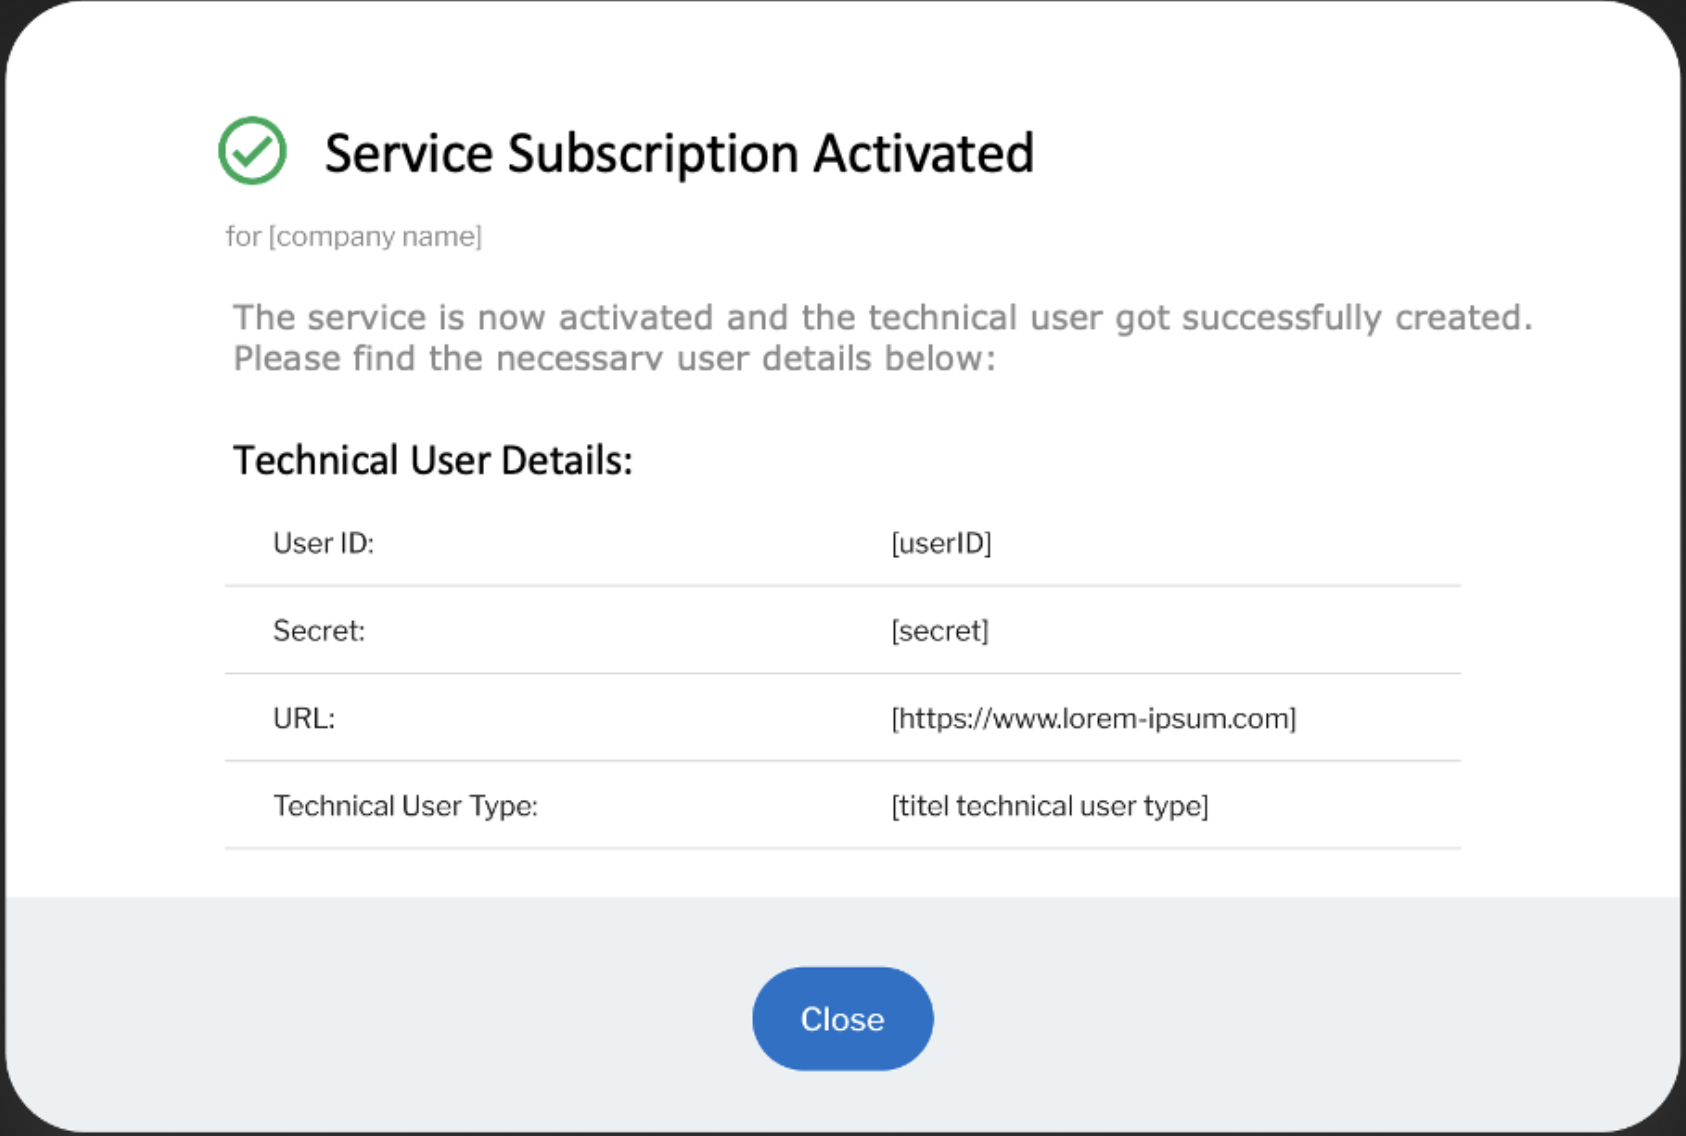 Service Subscription Activated
for [company name]
The service is now activated and the technical user got successfully created.
Please find the necessary user details below:
Technical User Details:
User ID: [userID]
Secret: [secret]
URL: [https://www.lorem-ipsum.com]
Technical User Type: [titel technical user type]
Close